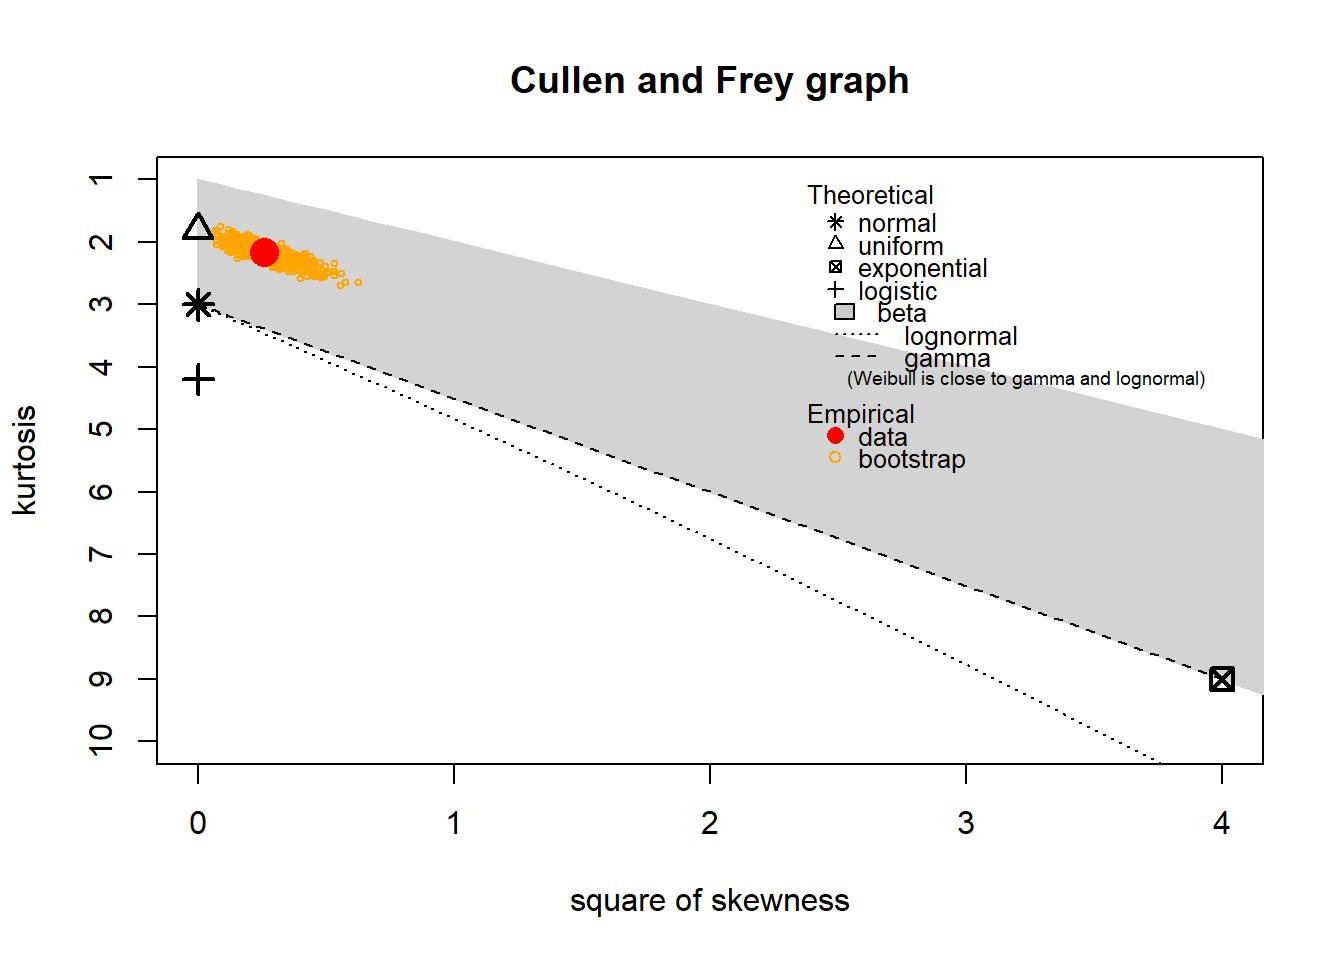 Cullen and Frey graph
Theoretical
normal
uniform
exponential
logistic
beta
lognormal
gamma
(Weibull is close to gamma and lognormal)
Empirical
data
bootstrap
kurtosis
1
2
3
4
5
6
7
8
9
10
0 1 2 3 4
square of skewness